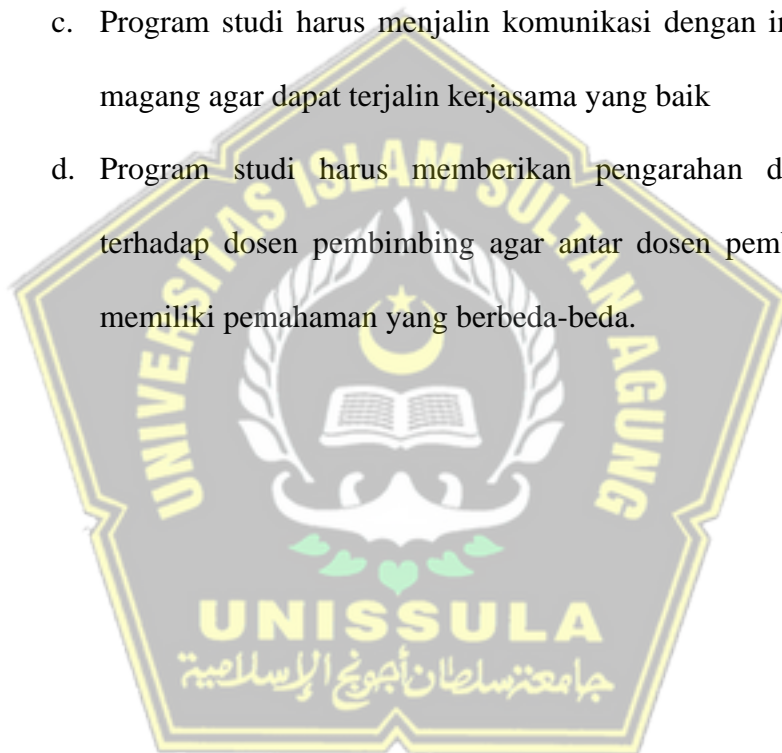 c. Program studi harus menjalin komunikasi dengan
magang agar dapat terjalin kerjasama yang baik
d. Program studi harus memberikan pengarahan
terhadap dosen pembimbing agar antar dosen
memiliki pemahaman yang berbeda-beda.
UNIVERSITAS ISLAM SULTAN AGUNG
UNISSULA
جامعة سلطان أجونج الإسلامية